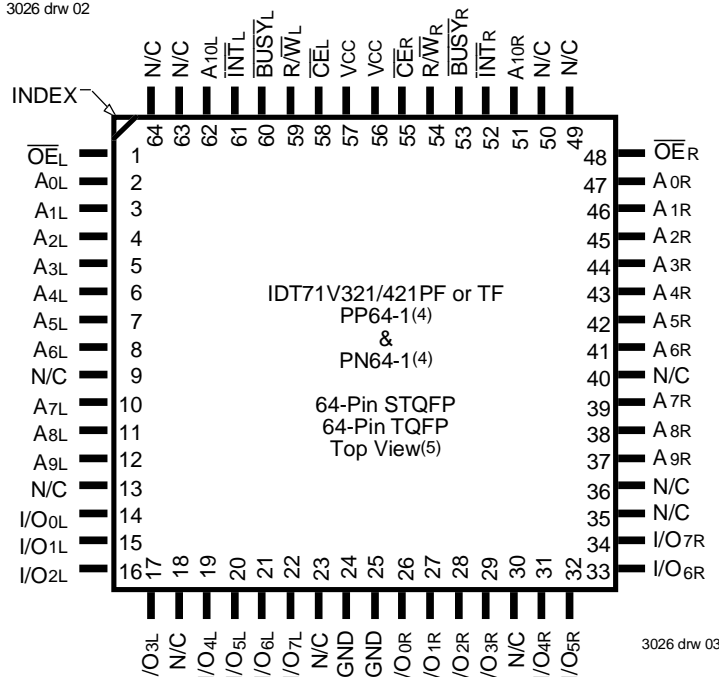 3026 drw 02
N/C
N/C
A10L
INTL
BUSYL
R/WL
CEL
VCC
VCC
CER
R/WR
BUSYR
INTR
A10R
N/C
N/C
INDEX
64 63 62 61 60 59 58 57 56 55 54 53 52 51 50 49
OEL 1 48 OER
A0L 2 47 A0R
A1L 3 46 A1R
A2L 4 45 A2R
A3L 5 44 A3R
A4L 6 43 A4R
A5L 7 42 A5R
A6L 8 41 A6R
N/C 9 40 N/C
A7L 10 39 A7R
A8L 11 38 A8R
A9L 12 37 A9R
N/C 13 36 N/C
I/O0L 14 35 N/C
I/O1L 15 34 I/O7R
I/O2L 16 33 I/O6R
IDT71V321/421PF or TF
PP64-1(4)
&
PN64-1(4)
64-Pin STQFP
64-Pin TQFP
Top View(5)
17 18 19 20 21 22 23 24 25 26 27 28 29 30 31 32
I/O3L
N/C
I/O4L
I/O5L
I/O6L
I/O7L
N/C
GND
GND
I/O0R
I/O1R
I/O2R
I/O3R
N/C
I/O4R
I/O5R
3026 drw 03